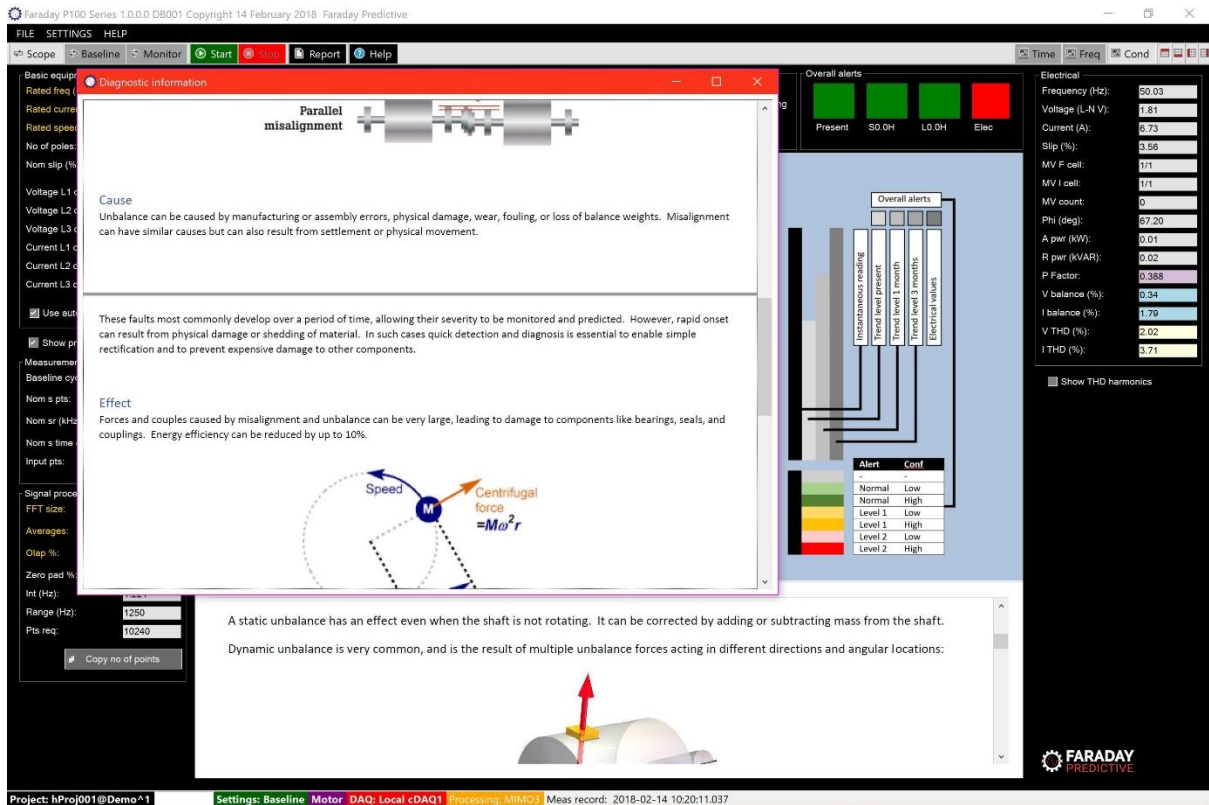 Faraday P100 Series 1.0.0.0 DB001 Copyright 14 February 2018 Faraday Predictive
FILE SETTINGS HELP
Scope Baseline Monitor Start Stop Report Help Time Freq Cond
Basic equip
Rated freq (
Rated curre
Rated speed
No of poles:
Nom slip (%
Voltage L1 c
Voltage L2 c
Voltage L3 c
Current L1 c
Current L2 c
Current L3 c
Use aut
Show pr
Measuremen
Baseline cy
Nom s pts:
Nom sr (kHz
Nom s time
Input pts:
Signal proce
FFT size:
Averages:
Olap %:
Zero pad %:
Int (Hz): 1.221
Range (Hz): 1250
Pts req: 10240
Copy no of points
Diagnostic information
Parallel
misalignment
Cause
Unbalance can be caused by manufacturing or assembly errors, physical damage, wear, fouling, or loss of balance weights. Misalignment
can have similar causes but can also result from settlement or physical movement.
These faults most commonly develop over a period of time, allowing their severity to be monitored and predicted. However, rapid onset
can result from physical damage or shedding of material. In such cases quick detection and diagnosis is essential to enable simple
rectification and to prevent expensive damage to other components.
Effect
Forces and couples caused by misalignment and unbalance can be very large, leading to damage to components like bearings, seals, and
couplings. Energy efficiency can be reduced by up to 10%.
Speed
M
Centrifugal
force
=Mω²r
ng
Overall alerts
Present S0.0H L0.0H Elec
Overall alerts
Instantaneous reading
Trend level present
Trend level 1 month
Trend level 3 months
Electrical values
Alert Conf
- -
Normal Low
Normal High
Level 1 Low
Level 1 High
Level 2 Low
Level 2 High
Electrical
Frequency (Hz): 50.03
Voltage (L-N V): 1.81
Current (A): 6.73
Slip (%): 3.56
MV F cell: 1/1
MV I cell: 1/1
MV count: 0
Phi (deg): 67.20
A pwr (kW): 0.01
R pwr (kVAR): 0.02
P Factor: 0.388
V balance (%): 0.34
I balance (%): 1.79
V THD (%): 2.02
I THD (%): 3.71
Show THD harmonics
A static unbalance has an effect even when the shaft is not rotating. It can be corrected by adding or subtracting mass from the shaft.
Dynamic unbalance is very common, and is the result of multiple unbalance forces acting in different directions and angular locations:
FARADAY
PREDICTIVE
Project: hProj001@Demo^1 Settings: Baseline Motor DAQ: Local cDAQ1 Processing: MIMO3 Meas record: 2018-02-14 10:20:11.037